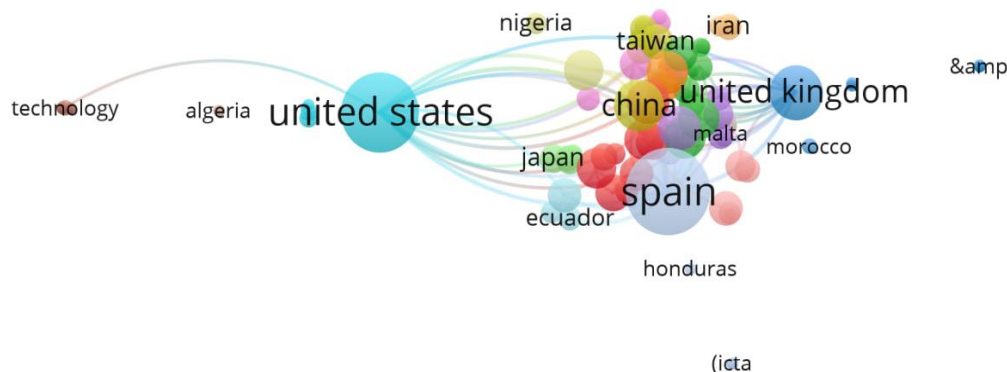 nigeria
iran
taiwan
&amp
technology
algeria
united states
china
united kingdom
malta
morocco
japan
spain
ecuador
honduras
(icta